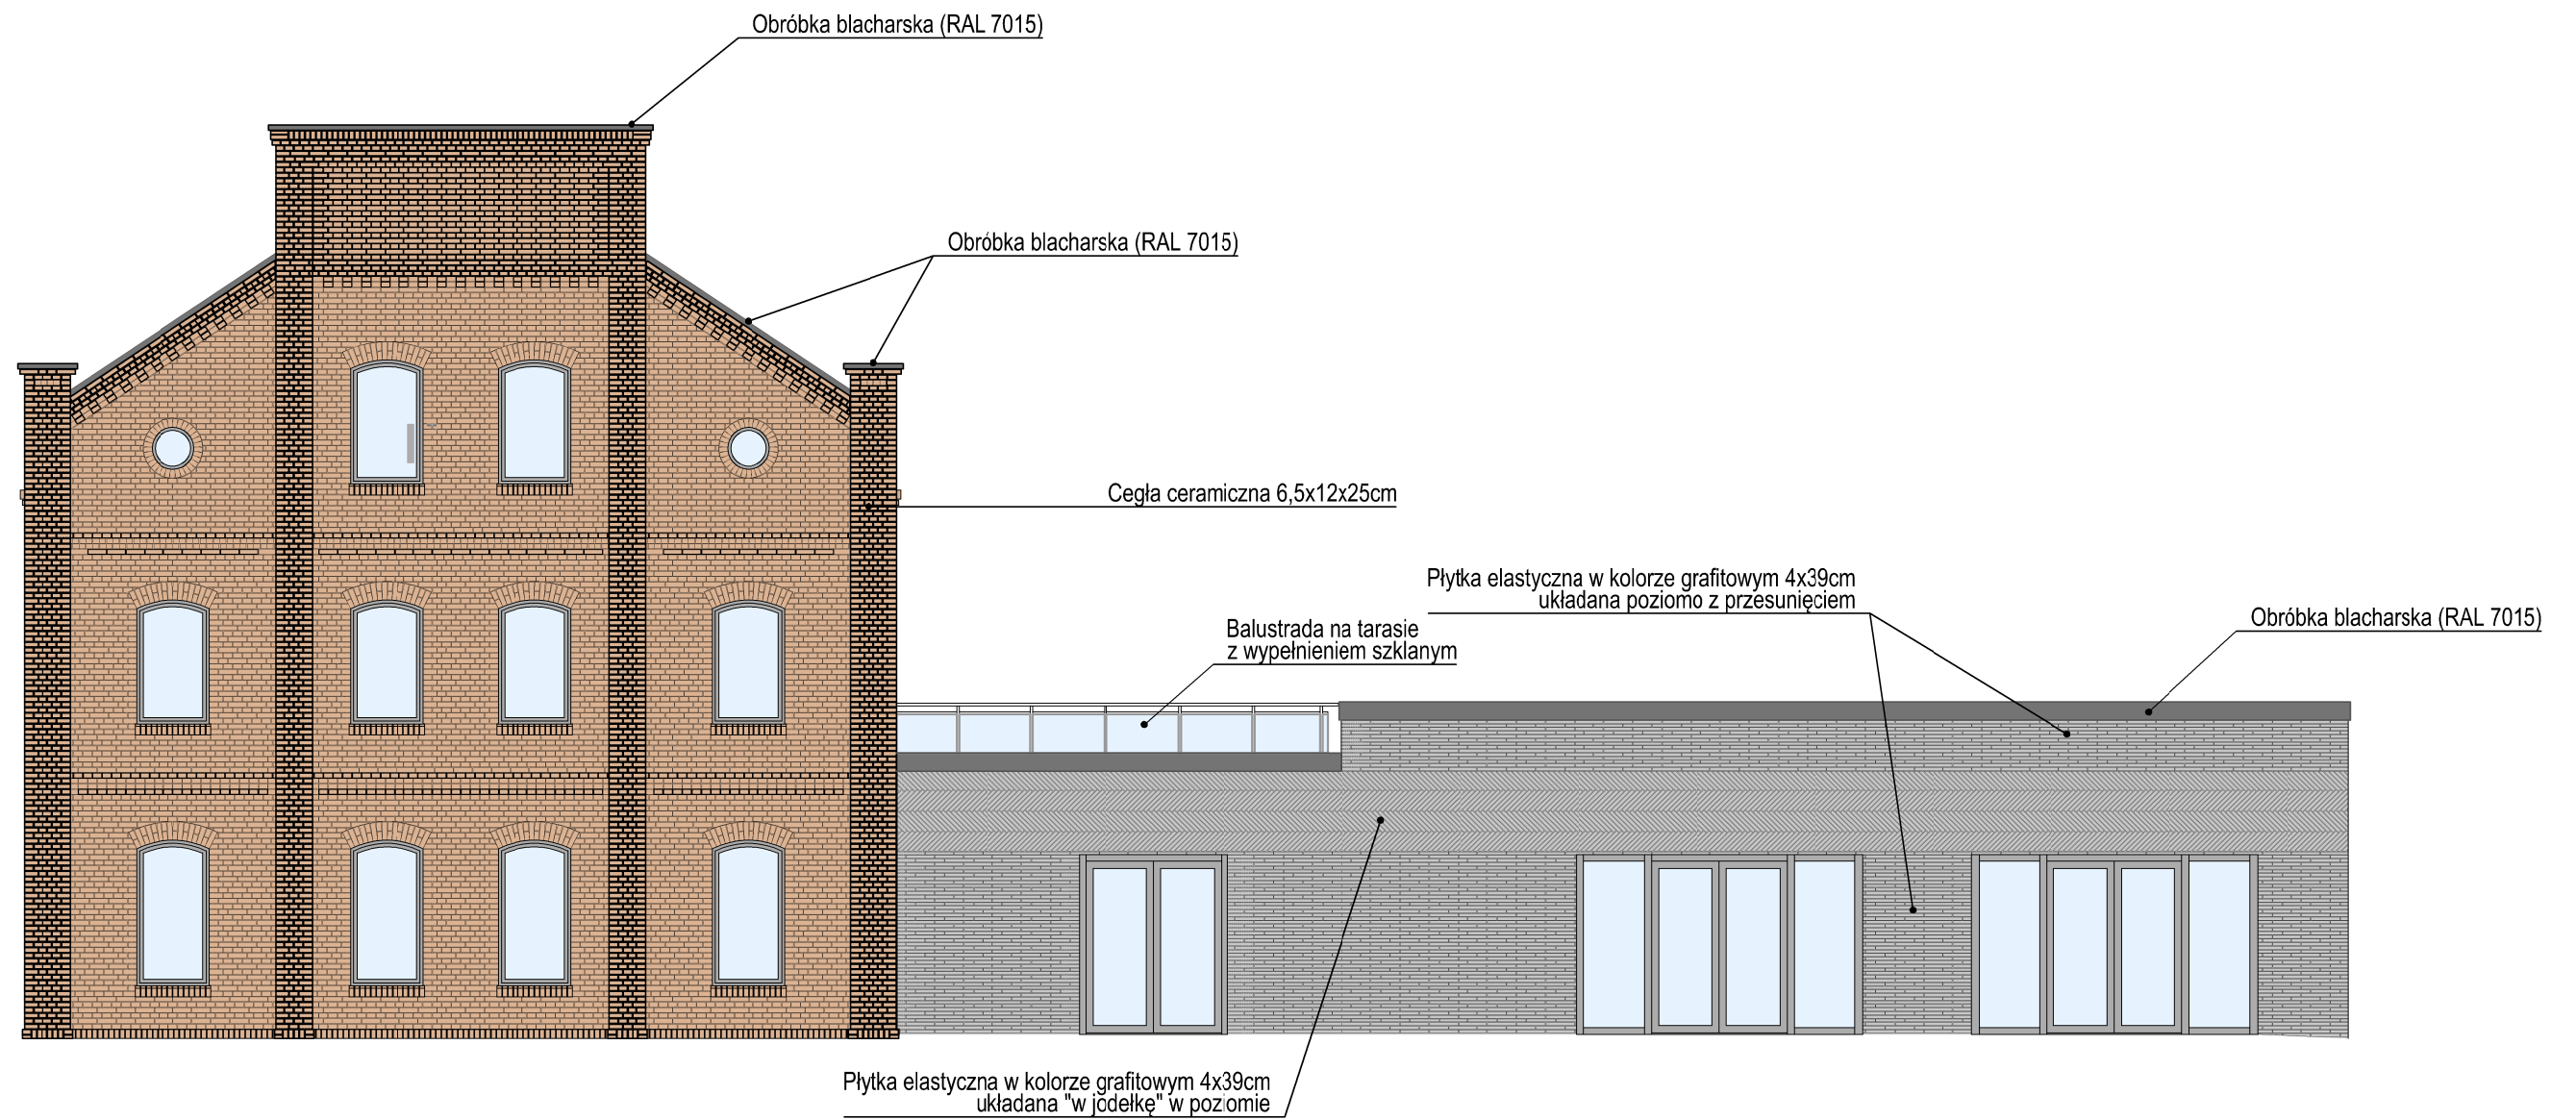 Obróbka blacharska (RAL 7015)
Obróbka blacharska (RAL 7015)
Cegła ceramiczna 6,5x12x25cm
Płytka elastyczna w kolorze grafitowym 4x39cm
układana poziomo z przesunięciem
Obróbka blacharska (RAL 7015)
Balustrada na tarasie
z wypełnieniem szklanym
Płytka elastyczna w kolorze grafitowym 4x39cm
układana "w jodełkę" w poziomie